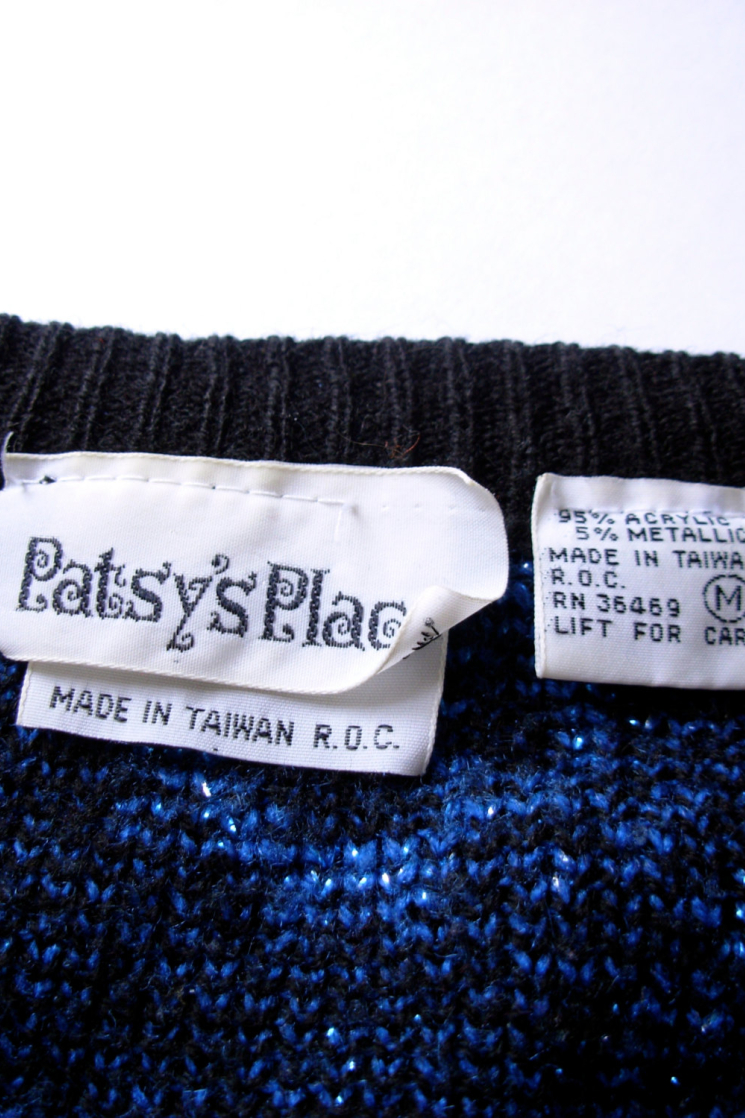 Patsy's Plac
MADE IN TAIWAN R.O.C.
95% ACRYLIC
5% METALLIC
MADE IN TAIWA
R.O.C.
RN 36469 M
LIFT FOR CAR